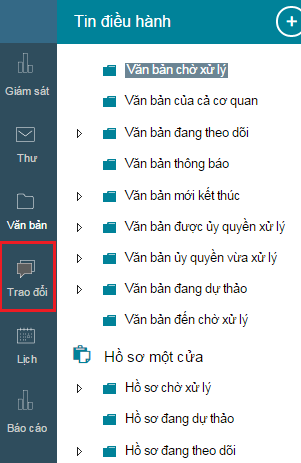 Tin điều hành
Giám sát
Thư
Văn bản
Trao đổi
Lịch
Báo cáo
Văn bản chờ xử lý
Văn bản của cả cơ quan
Văn bản đang theo dõi
Văn bản thông báo
Văn bản mới kết thúc
Văn bản được ủy quyền xử lý
Văn bản ủy quyền vừa xử lý
Văn bản đang dự thảo
Văn bản đến chờ xử lý
Hồ sơ một cửa
Hồ sơ chờ xử lý
Hồ sơ đang dự thảo
Hồ sơ đang theo dõi